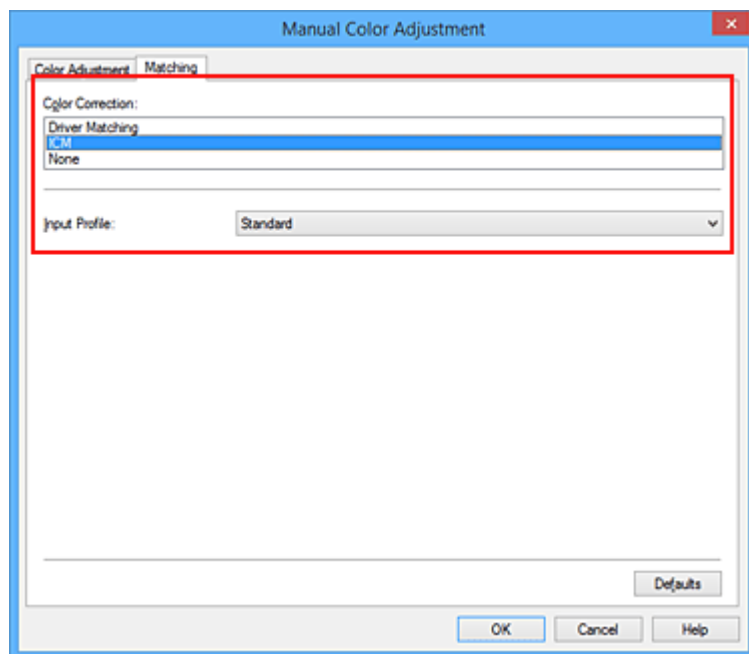 Manual Color Adjustment
Color Adjustment Matching
Color Correction:
Driver Matching
ICM
None
Input Profile: Standard
Defaults
OK Cancel Help